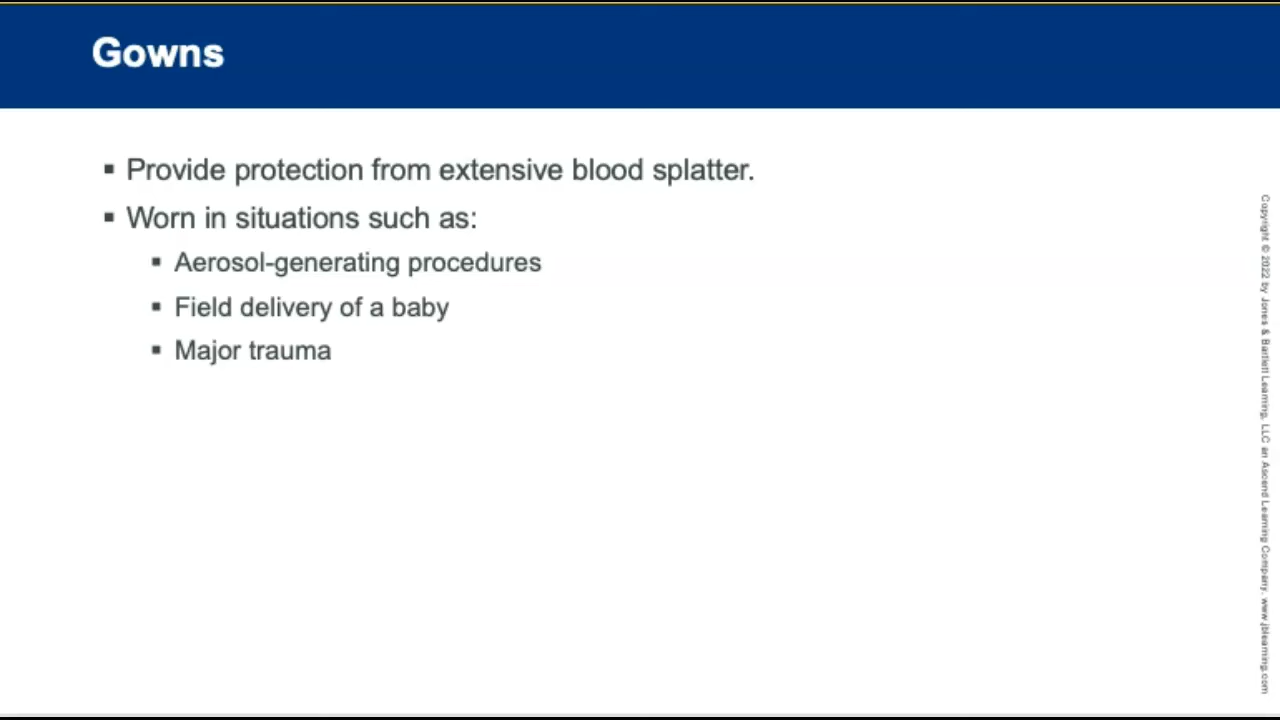 Gowns
▪ Provide protection from extensive blood splatter.
▪ Worn in situations such as:
▪ Aerosol-generating procedures
▪ Field delivery of a baby
▪ Major trauma
Copyright © 2022 by Jones & Bartlett Learning, LLC an Ascend Learning Company. www.jblearning.com